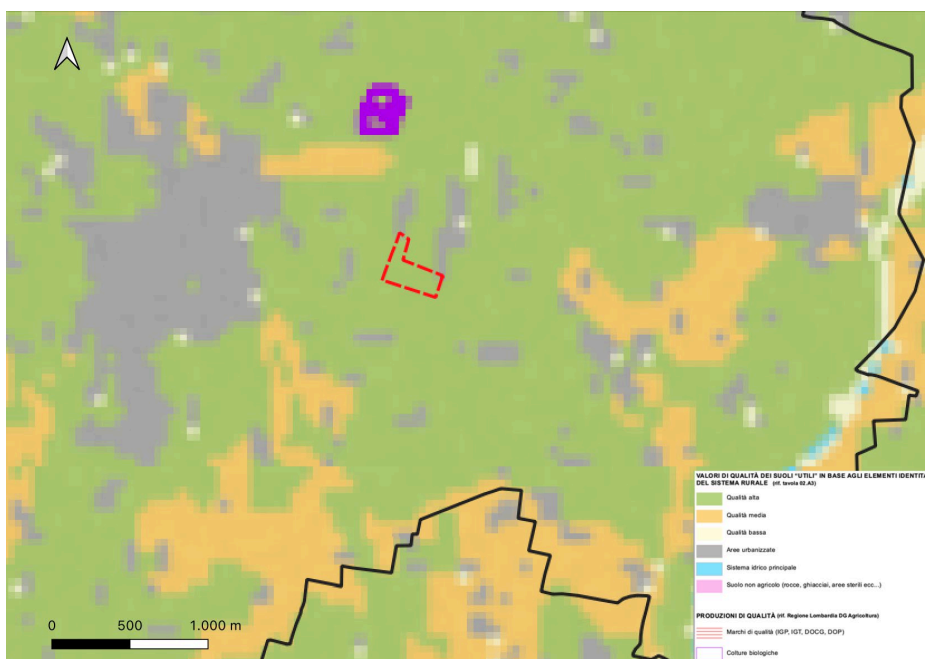 0 500 1.000 m
VALORI DI QUALITÀ DEI SUOLI "UTILI" IN BASE AGLI ELEMENTI IDENTITA
DEL SISTEMA RURALE (rif. tavola 02.A3)
Qualità alta
Qualità media
Qualità bassa
Aree urbanizzate
Sistema idrico principale
Suolo non agricolo (rocce, ghiacciai, aree sterili ecc...)
PRODUZIONI DI QUALITÀ (rif. Regione Lombardia DG Agricoltura)
Marchi di qualità (IGP, IGT, DOCG, DOP)
Colture biologiche